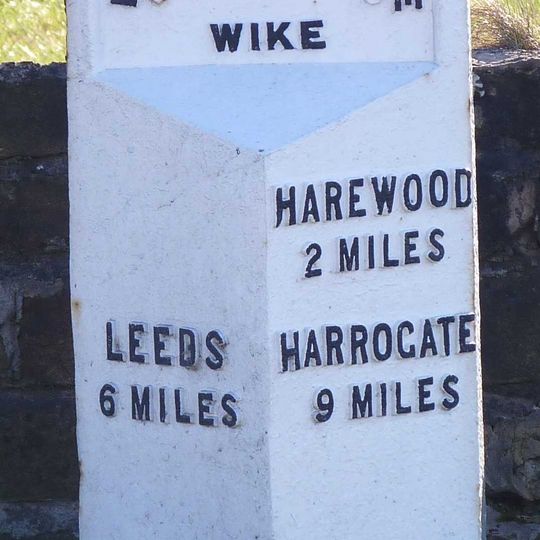 WIKE
HAREWOOD
2 MILES
LEEDS
6 MILES
HARROGATE
9 MILES